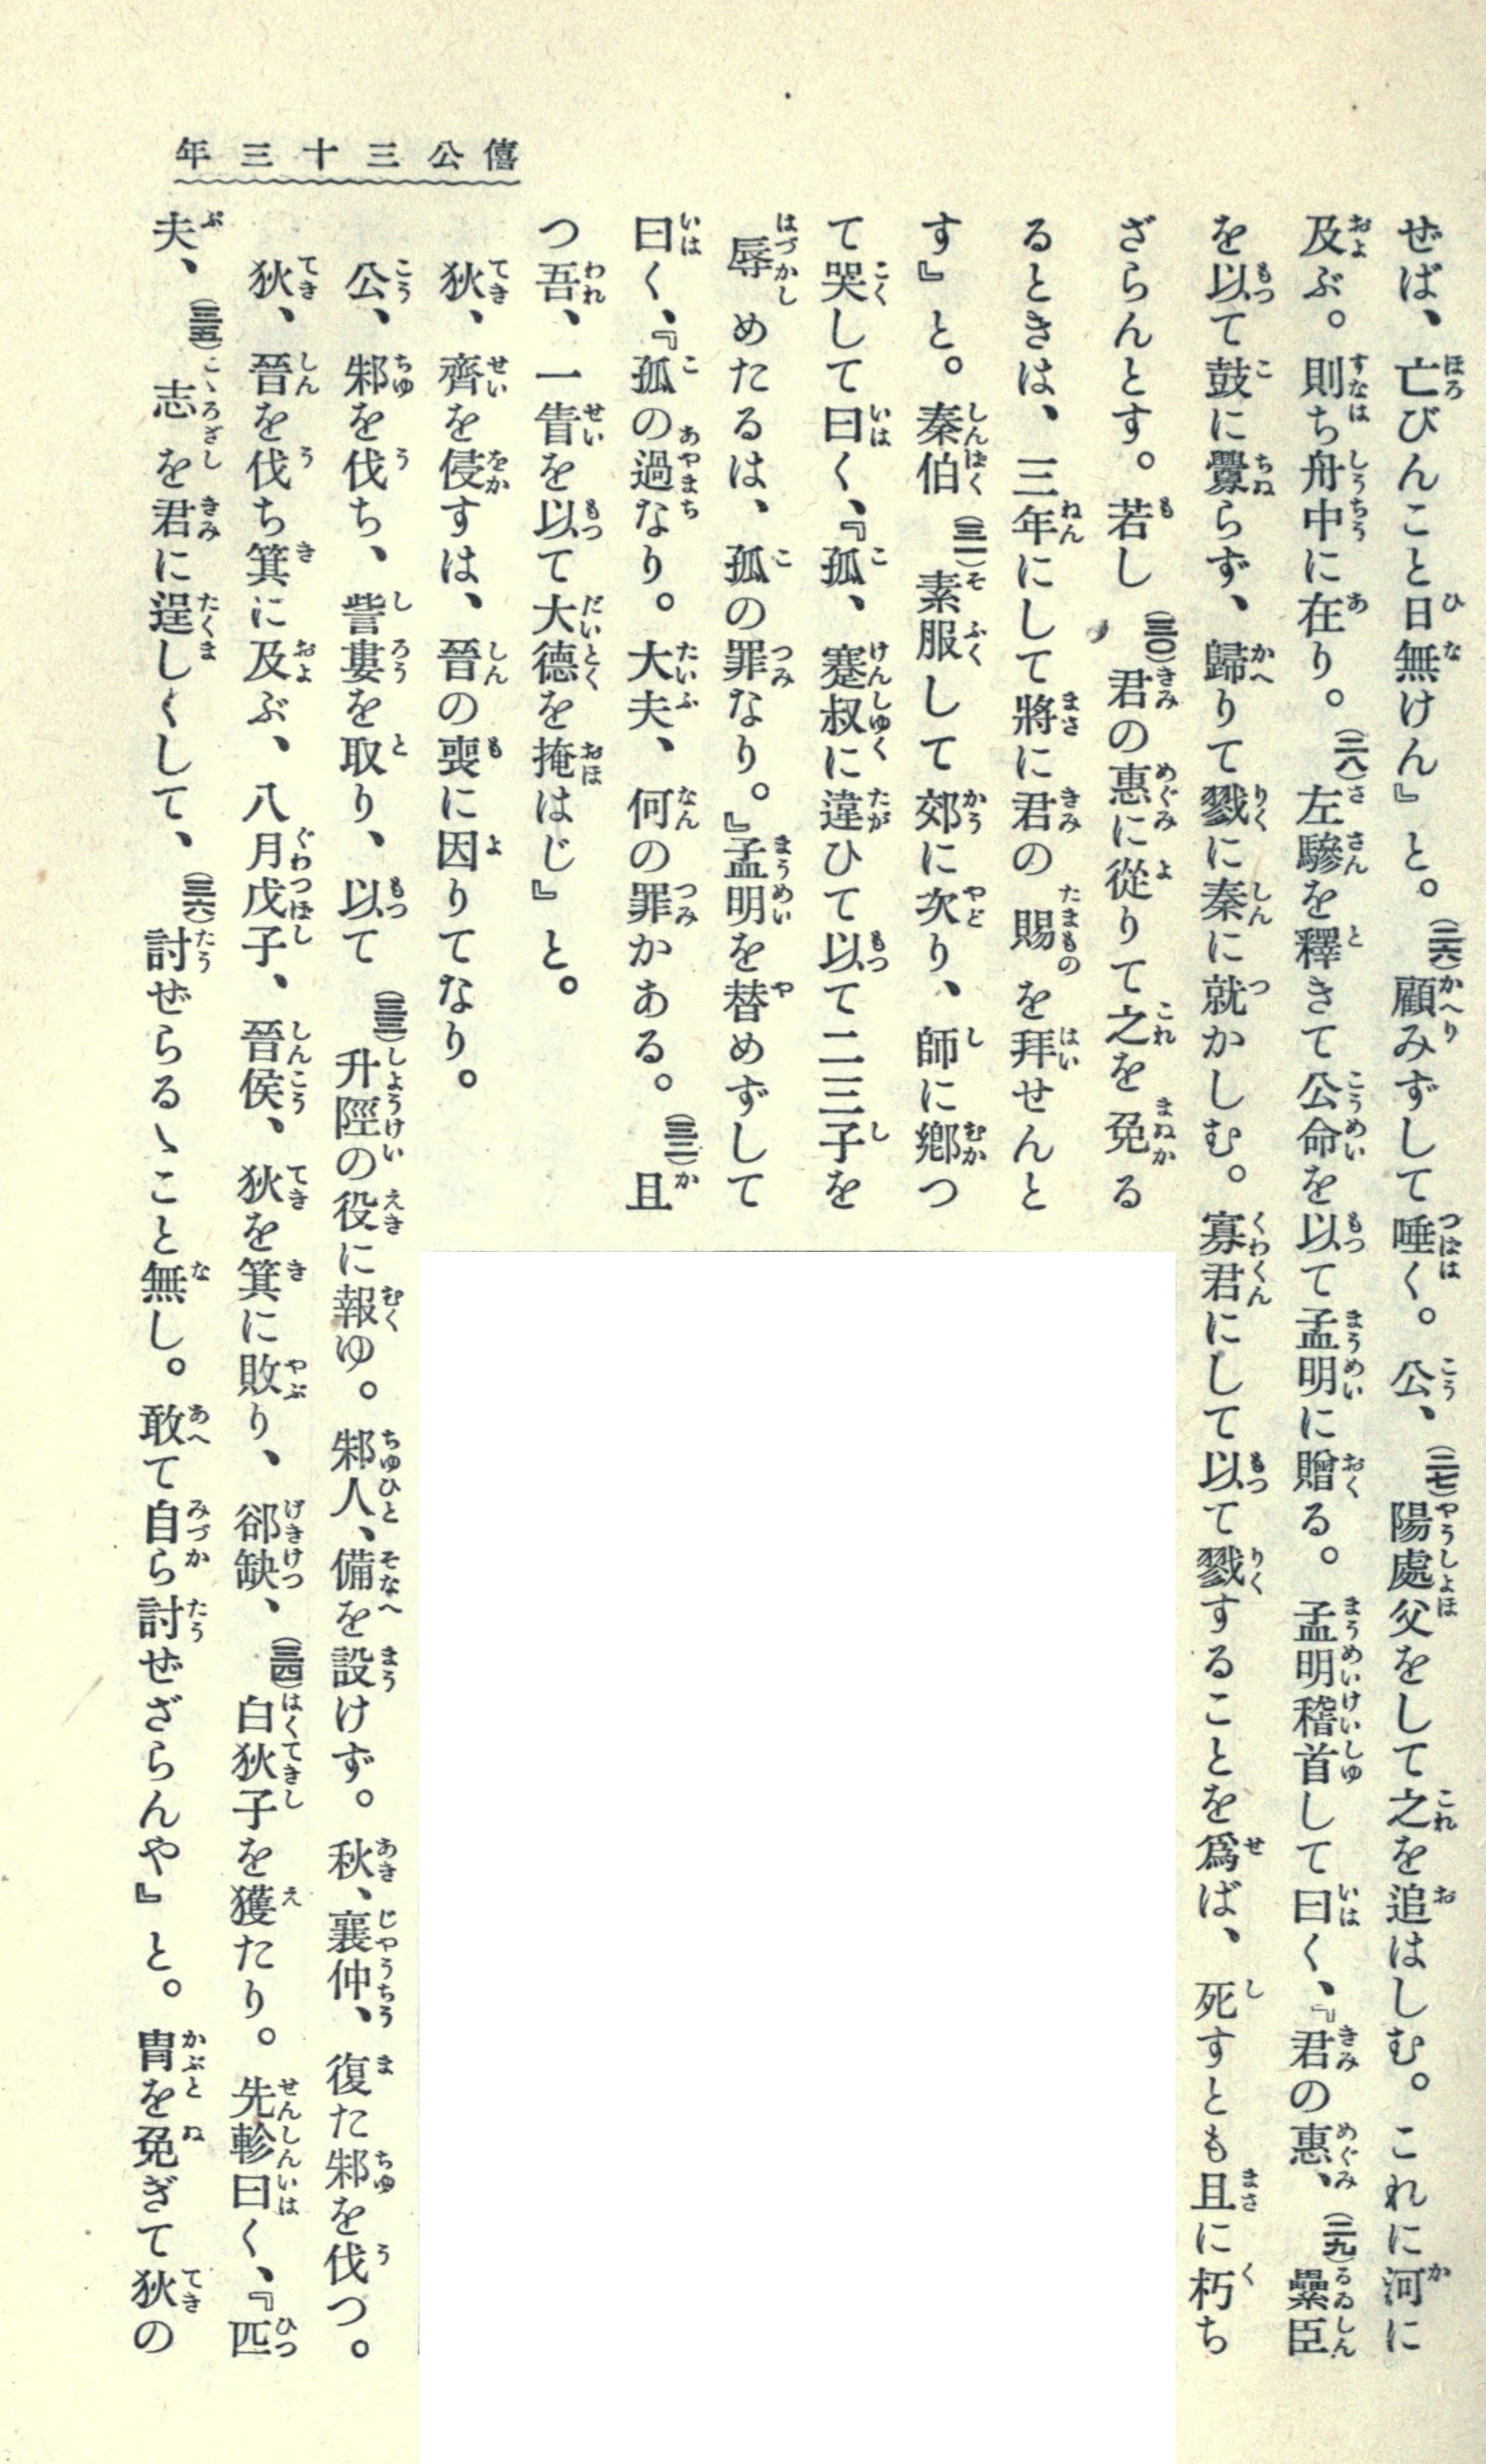 僖公三十三年
ぜば、亡びんこと日無けん』と。(二六)顧みずして唾く。公、(二七)陽處父をして之を追はしむ。これに河に
及ぶ。則ち舟中に在り。(二八)左驂を釋きて公命を以て孟明に贈る。孟明稽首して曰く、『君の惠、(二九)纍臣
を以て鼓に釁らず、歸りて戮に秦に就かしむ。寡君にして以て戮することを爲ば、死すとも且に朽ち
ざらんとす。若し(三〇)君の惠に從りて之を免る
るときは、三年にして將に君の賜を拜せんと
す』と。秦伯(三一)素服して郊に次り、師に鄕つ
て哭して曰く、『孤、蹇叔に違ひて以て二三子を
辱めたるは、孤の罪なり。』孟明を替めずして
曰く、『孤の過なり。大夫、何の罪かある。(三二)且
つ吾、一眚を以て大德を掩はじ』と。
狄、齊を侵すは、晉の喪に因りてなり。
公、邾を伐ち、訾婁を取り、以て(三三)升陘の役に報ゆ。邾人、備を設けず。秋、襄仲、復た邾を伐つ。
狄、晉を伐ち箕に及ぶ、八月戊子、晉侯、狄を箕に敗り、郤缺、(三四)白狄子を獲たり。先軫曰く、『匹
夫、(三五)志を君に逞しくして、(三六)討ぜらるゝこと無し。敢て自ら討ぜざらんや』と。冑を免ぎて狄の